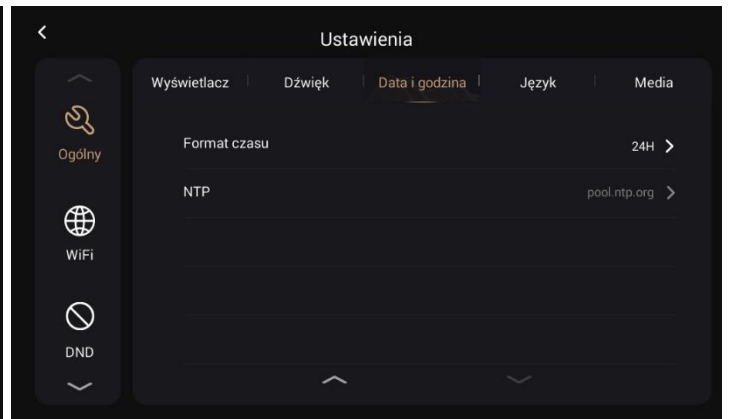 Ustawienia
Wyświetlacz Dźwięk Data i godzina Język Media
Ogólny
Format czasu 24H
NTP pool.ntp.org
WiFi
DND